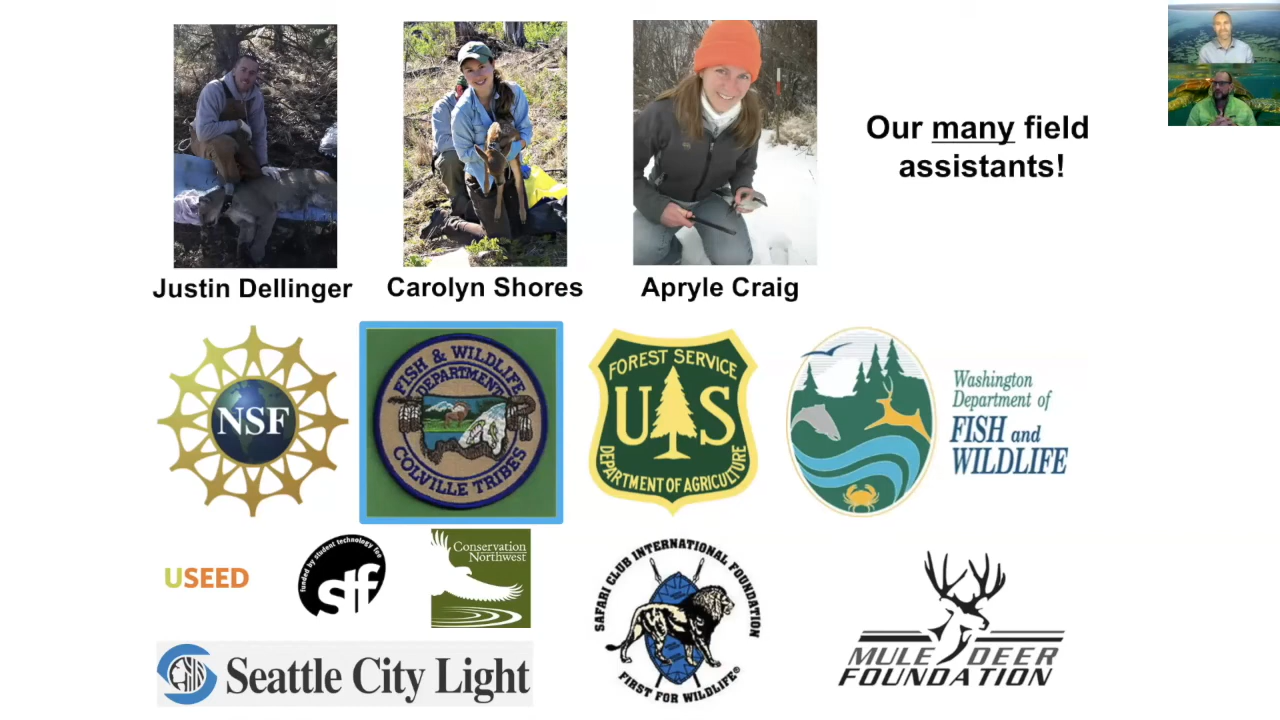 Our many field
assistants!
Justin Dellinger
Carolyn Shores
Apryle Craig
NSF
FISH & WILDLIFE
DEPARTMENT
COLVILLE TRIBES
FOREST SERVICE
U S
DEPARTMENT OF AGRICULTURE
Washington
Department of
FISH and
WILDLIFE
USEED
funded by student technology fee
stf
Conservation
Northwest
SAFARI CLUB INTERNATIONAL FOUNDATION
FIRST FOR WILDLIFE®
MULE DEER
FOUNDATION
Seattle City Light